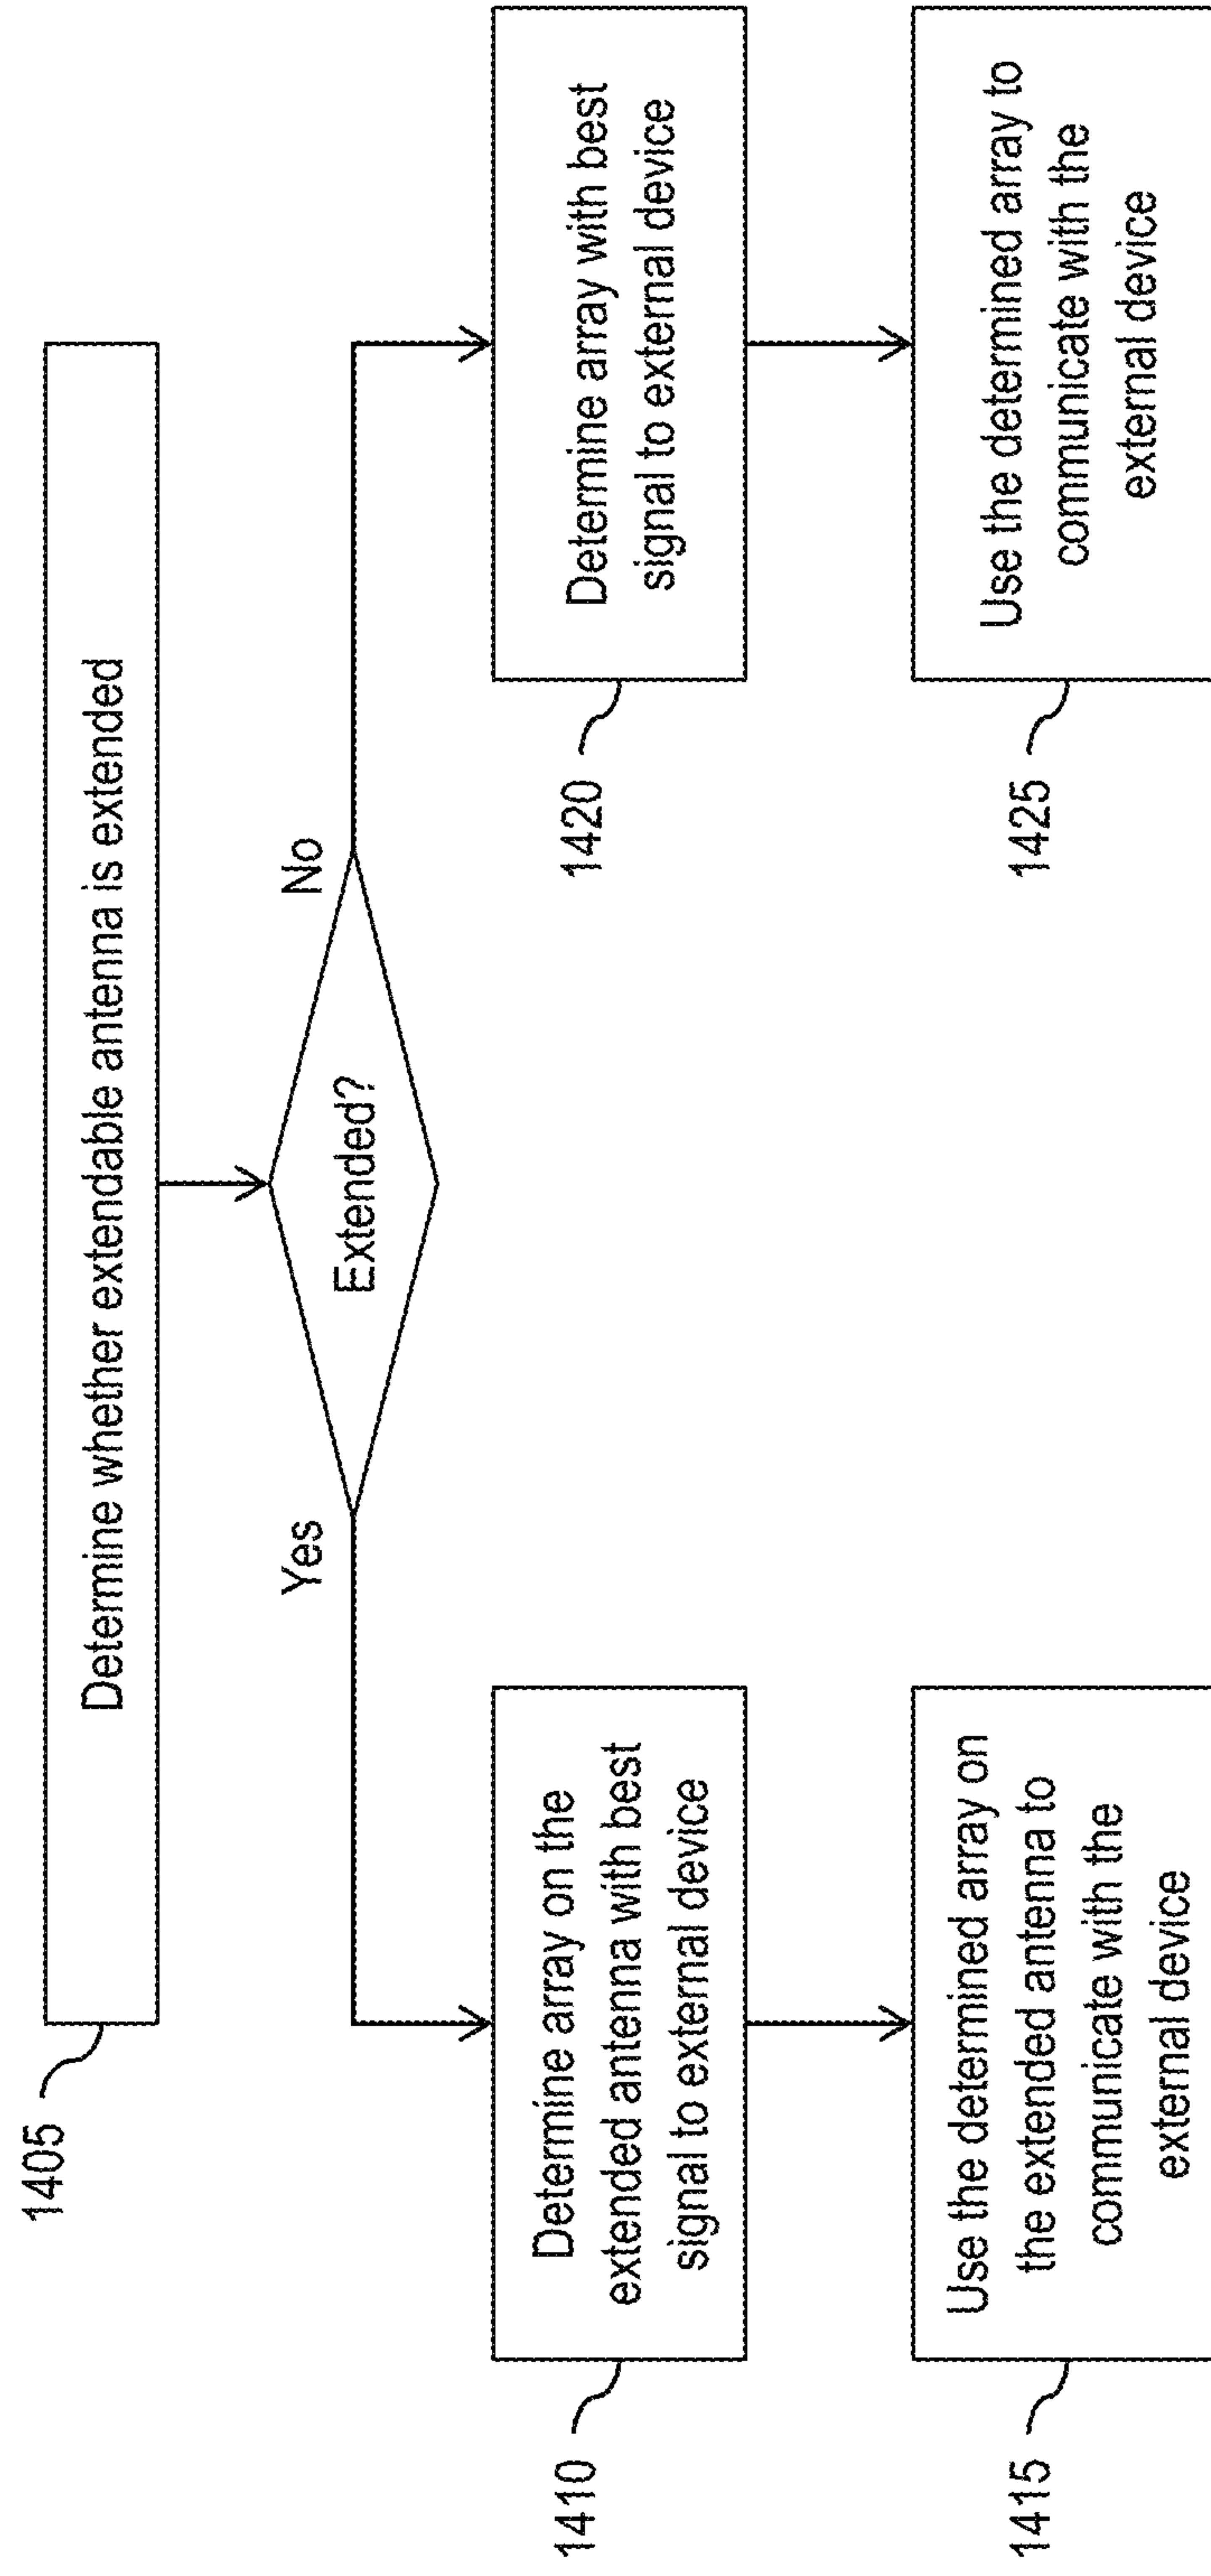 1405
Determine whether extendable antenna is extended
Extended?
Yes
No
1410
Determine array on the
extended antenna with best
signal to external device
1420
Determine array with best
signal to external device
1415
Use the determined array on
the extended antenna to
communicate with the
external device
1425
Use the determined array to
communicate with the
external device